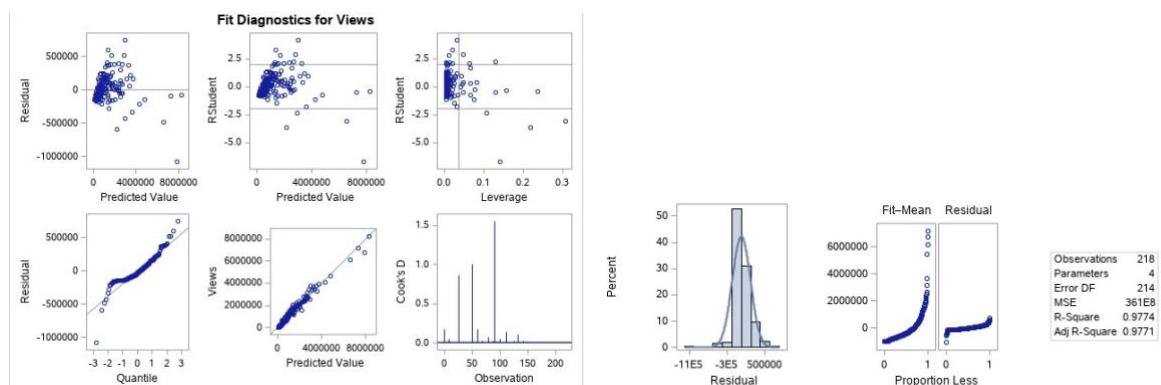 Fit Diagnostics for Views
500000
0
-1000000
Residual
0 4000000 8000000
Predicted Value
2.5
0.0
-2.5
-5.0
RStudent
0 4000000 8000000
Predicted Value
2.5
0.0
-2.5
-5.0
RStudent
0.0 0.1 0.2 0.3
Leverage
500000
0
-500000
-1000000
Residual
-3 -2 -1 0 1 2 3
Quantile
8000000
6000000
4000000
2000000
0
Views
0 4000000 8000000
Predicted Value
1.5
1.0
0.5
0.0
Cook's D
0 50 100 150 200
Observation
50
40
30
20
10
0
Percent
-11E5 -3E5 500000
Residual
Fit–Mean Residual
6000000
4000000
2000000
0
0 1 0 1
Proportion Less
Observations 218
Parameters 4
Error DF 214
MSE 361E8
R-Square 0.9774
Adj R-Square 0.9771